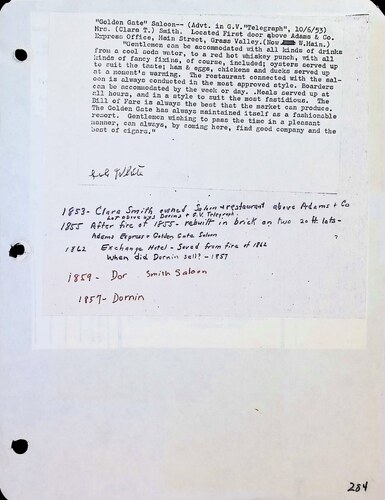 "Golden Gate" Saloon-- (Advt. in G.V."Telegraph", 10/6/53)
Mrc. (Clara T.) Smith. Located First door above Adams & Co.
Express Office, Main Street, Grass Valley.(Now W.Main.)
"Gentlemen can be accommodated with all kinds of drinks
from a cool soda water, to a red hot whiskey punch, with all
kinds of fancy fixins, of course, included; oysters served up
to suit the taste; ham & eggs, chickens and ducks served up
at a moment's warning. The restaurant connected with the sal-
oon is always conducted in the most approved style. Boarders
can be accommodated by the week or day. .Meals served up at
all hours, and in a style to suit the most fastidious. The
Bill of Fare is always the best that the market can produce.
The Golden Gate has always maintained itself as a fashionable
resort. Gentlemen wishing to pass the time in a pleasant
manner, can always, by coming here, find good company and the
best of cigars."
1853- Clara Smith owned Saloon & restaurant above Adams & Co
Lot above was Dornins + G.V. Telegraph.
1855 After fire of 1855- rebuilt in brick on two 20 ft. lots-
Adams Express + Golden Gate Saloon
1862 Exchange Hotel - Saved from fire of 1862
When did Dornin sell? - 1957
1859- Dor Smith Saloon
1857- Dornin
284